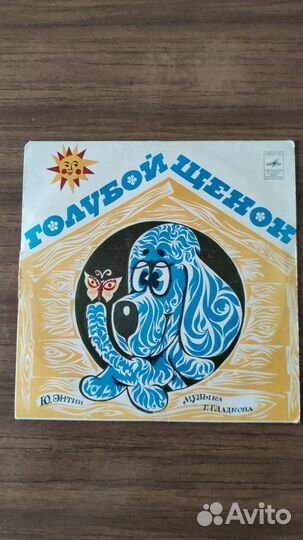 ГОЛУБОЙ ЩЕНОК
Ю. ЭНТИН
МУЗЫКА
Г. ГЛАДКОВА
Avito